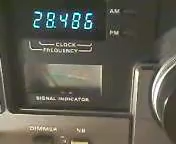 28.486
AM
PM
CLOCK
FREQUENCY
SIGNAL INDICATOR
DIMMER NB